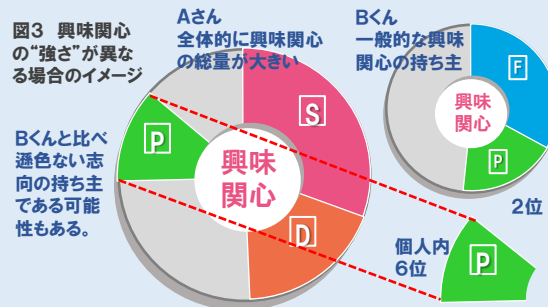 図3 興味関心
の“強さ”が異な
る場合のイメージ
Aさん
全体的に興味関心
の総量が大きい
Bくん
一般的な興味
関心の持ち主
S
P
D
興味
関心
F
P
興味
関心
2位
Bくんと比べ
遜色ない志
向の持ち主
である可能
性もある。
個人内
6位
P